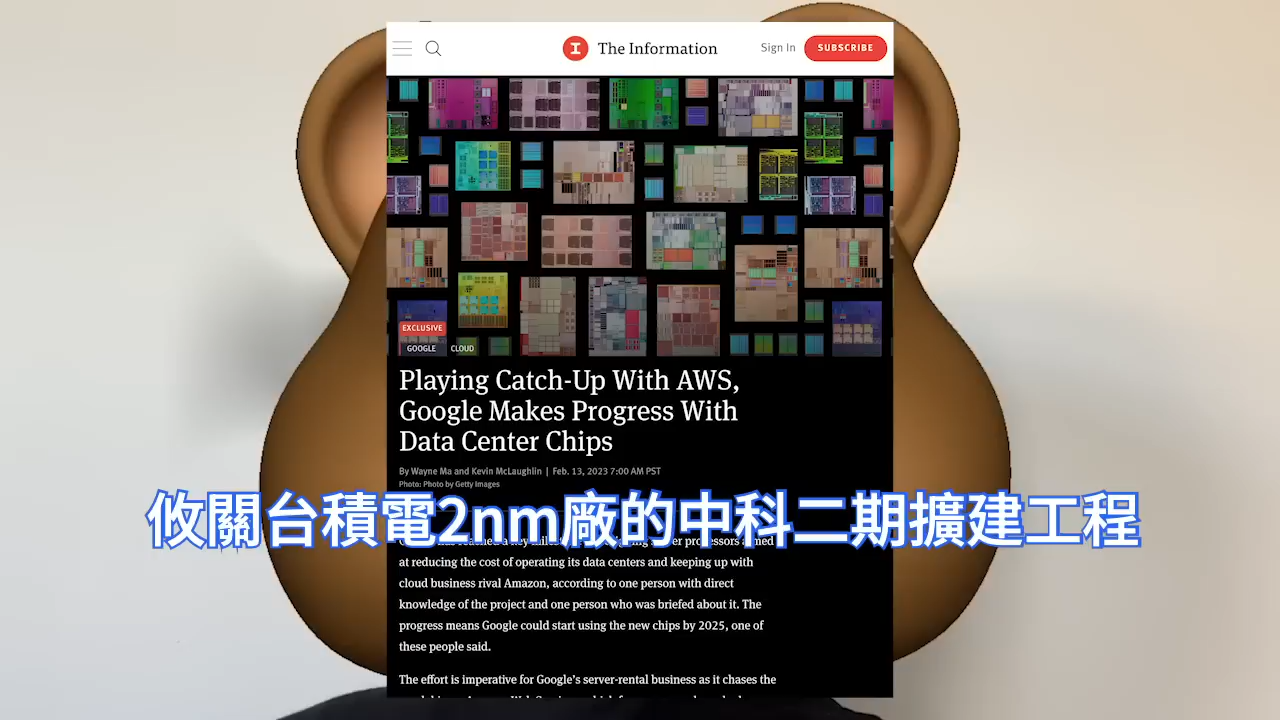 The Information
Sign In
SUBSCRIBE
EXCLUSIVE
GOOGLE CLOUD
Playing Catch-Up With AWS,
Google Makes Progress With
Data Center Chips
By Wayne Ma and Kevin McLaughlin | Feb. 13, 2023 7:00 AM PST
Photo: Photo by Getty Images
攸關台積電2nm廠的中科二期擴建工程
at reducing the cost of operating its data centers and keeping up with
cloud business rival Amazon, according to one person with direct
knowledge of the project and one person who was briefed about it. The
progress means Google could start using the new chips by 2025, one of
these people said.
The effort is imperative for Google's server-rental business as it chases the